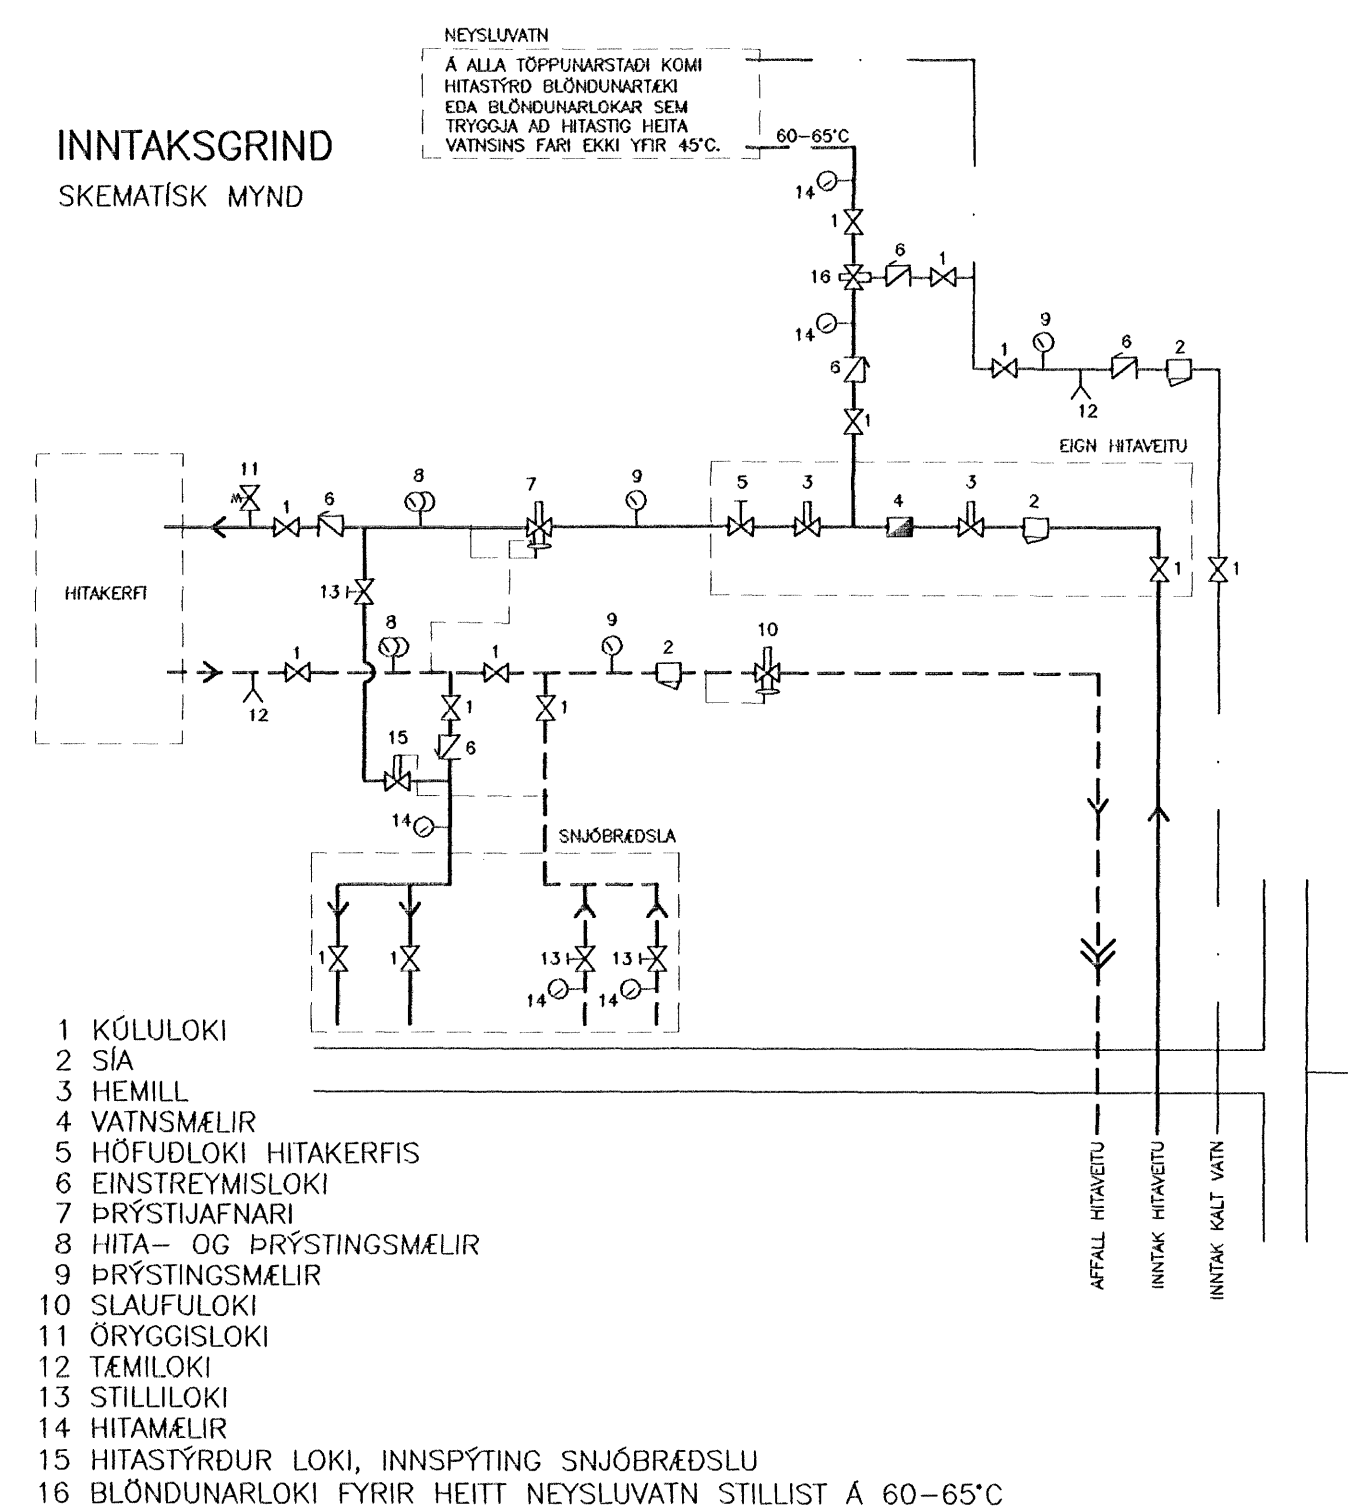 NEYSLUVATN
Á ALLA TÖPPUNARSTAÐI KOMI
HITASTÝRÐ BLÖNDUNARTÆKI
EÐA BLÖNDUNARLOKAR SEM
TRYGGJA AÐ HITASTIG HEITA
VATNSINS FARI EKKI YFIR 45°C.
60-65°C
INNTAKSGRIND
SKEMATÍSK MYND
14
1
16
6
1
14
6
1
9
6
2
12
1
EIGN HITAVEITU
11
1
6
8
7
9
5
3
4
3
2
1
1
HITAKERFI
13
12
1
8
1
9
2
10
1
1
6
15
14
SNJÓBRÆÐSLA
1
1
13
13
14
14
1 KÚLULOKI
2 SÍA
3 HEMILL
4 VATNSMÆLIR
5 HÖFUÐLOKI HITAKERFIS
6 EINSTREYMISLOKI
7 ÞRÝSTIJAFNARI
8 HITA- OG ÞRÝSTINGSMÆLIR
9 ÞRÝSTINGSMÆLIR
10 SLAUFULOKI
11 ÖRYGGISLOKI
12 TÆMILOKI
13 STILLILOKI
14 HITAMÆLIR
15 HITASTÝRÐUR LOKI, INNSPÝTING SNJÓBRÆÐSLU
16 BLÖNDUNARLOKI FYRIR HEITT NEYSLUVATN STILLIST Á 60-65°C
AFFALL HITAVEITU
INNTAK HITAVEITU
INNTAK KALT VATN